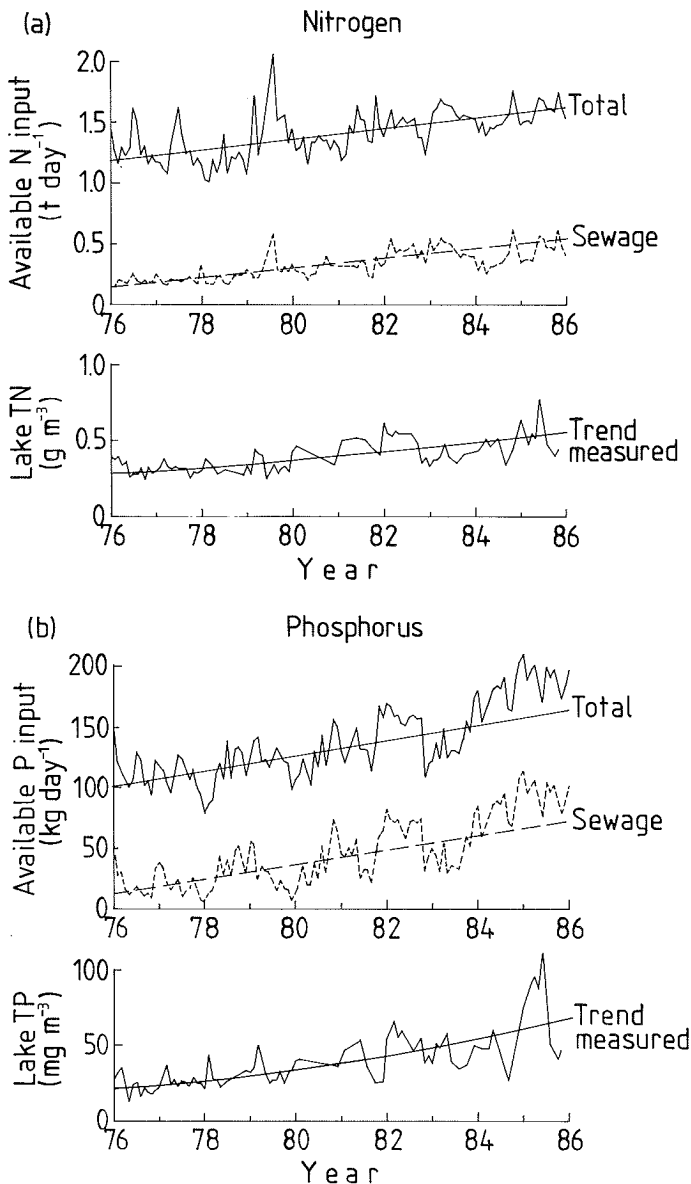 (a) Nitrogen
Available N input
(t day⁻¹)
2.0
1.5
1.0
0.5
0
Total
Sewage
76 78 80 82 84 86
Lake TN
(g m⁻³)
1.0
0.5
0
Trend
measured
76 78 80 82 84 86
Year
(b) Phosphorus
Available P input
(kg day⁻¹)
200
150
100
50
0
Total
Sewage
76 78 80 82 84 86
Lake TP
(mg m⁻³)
100
50
0
Trend
measured
76 78 80 82 84 86
Year